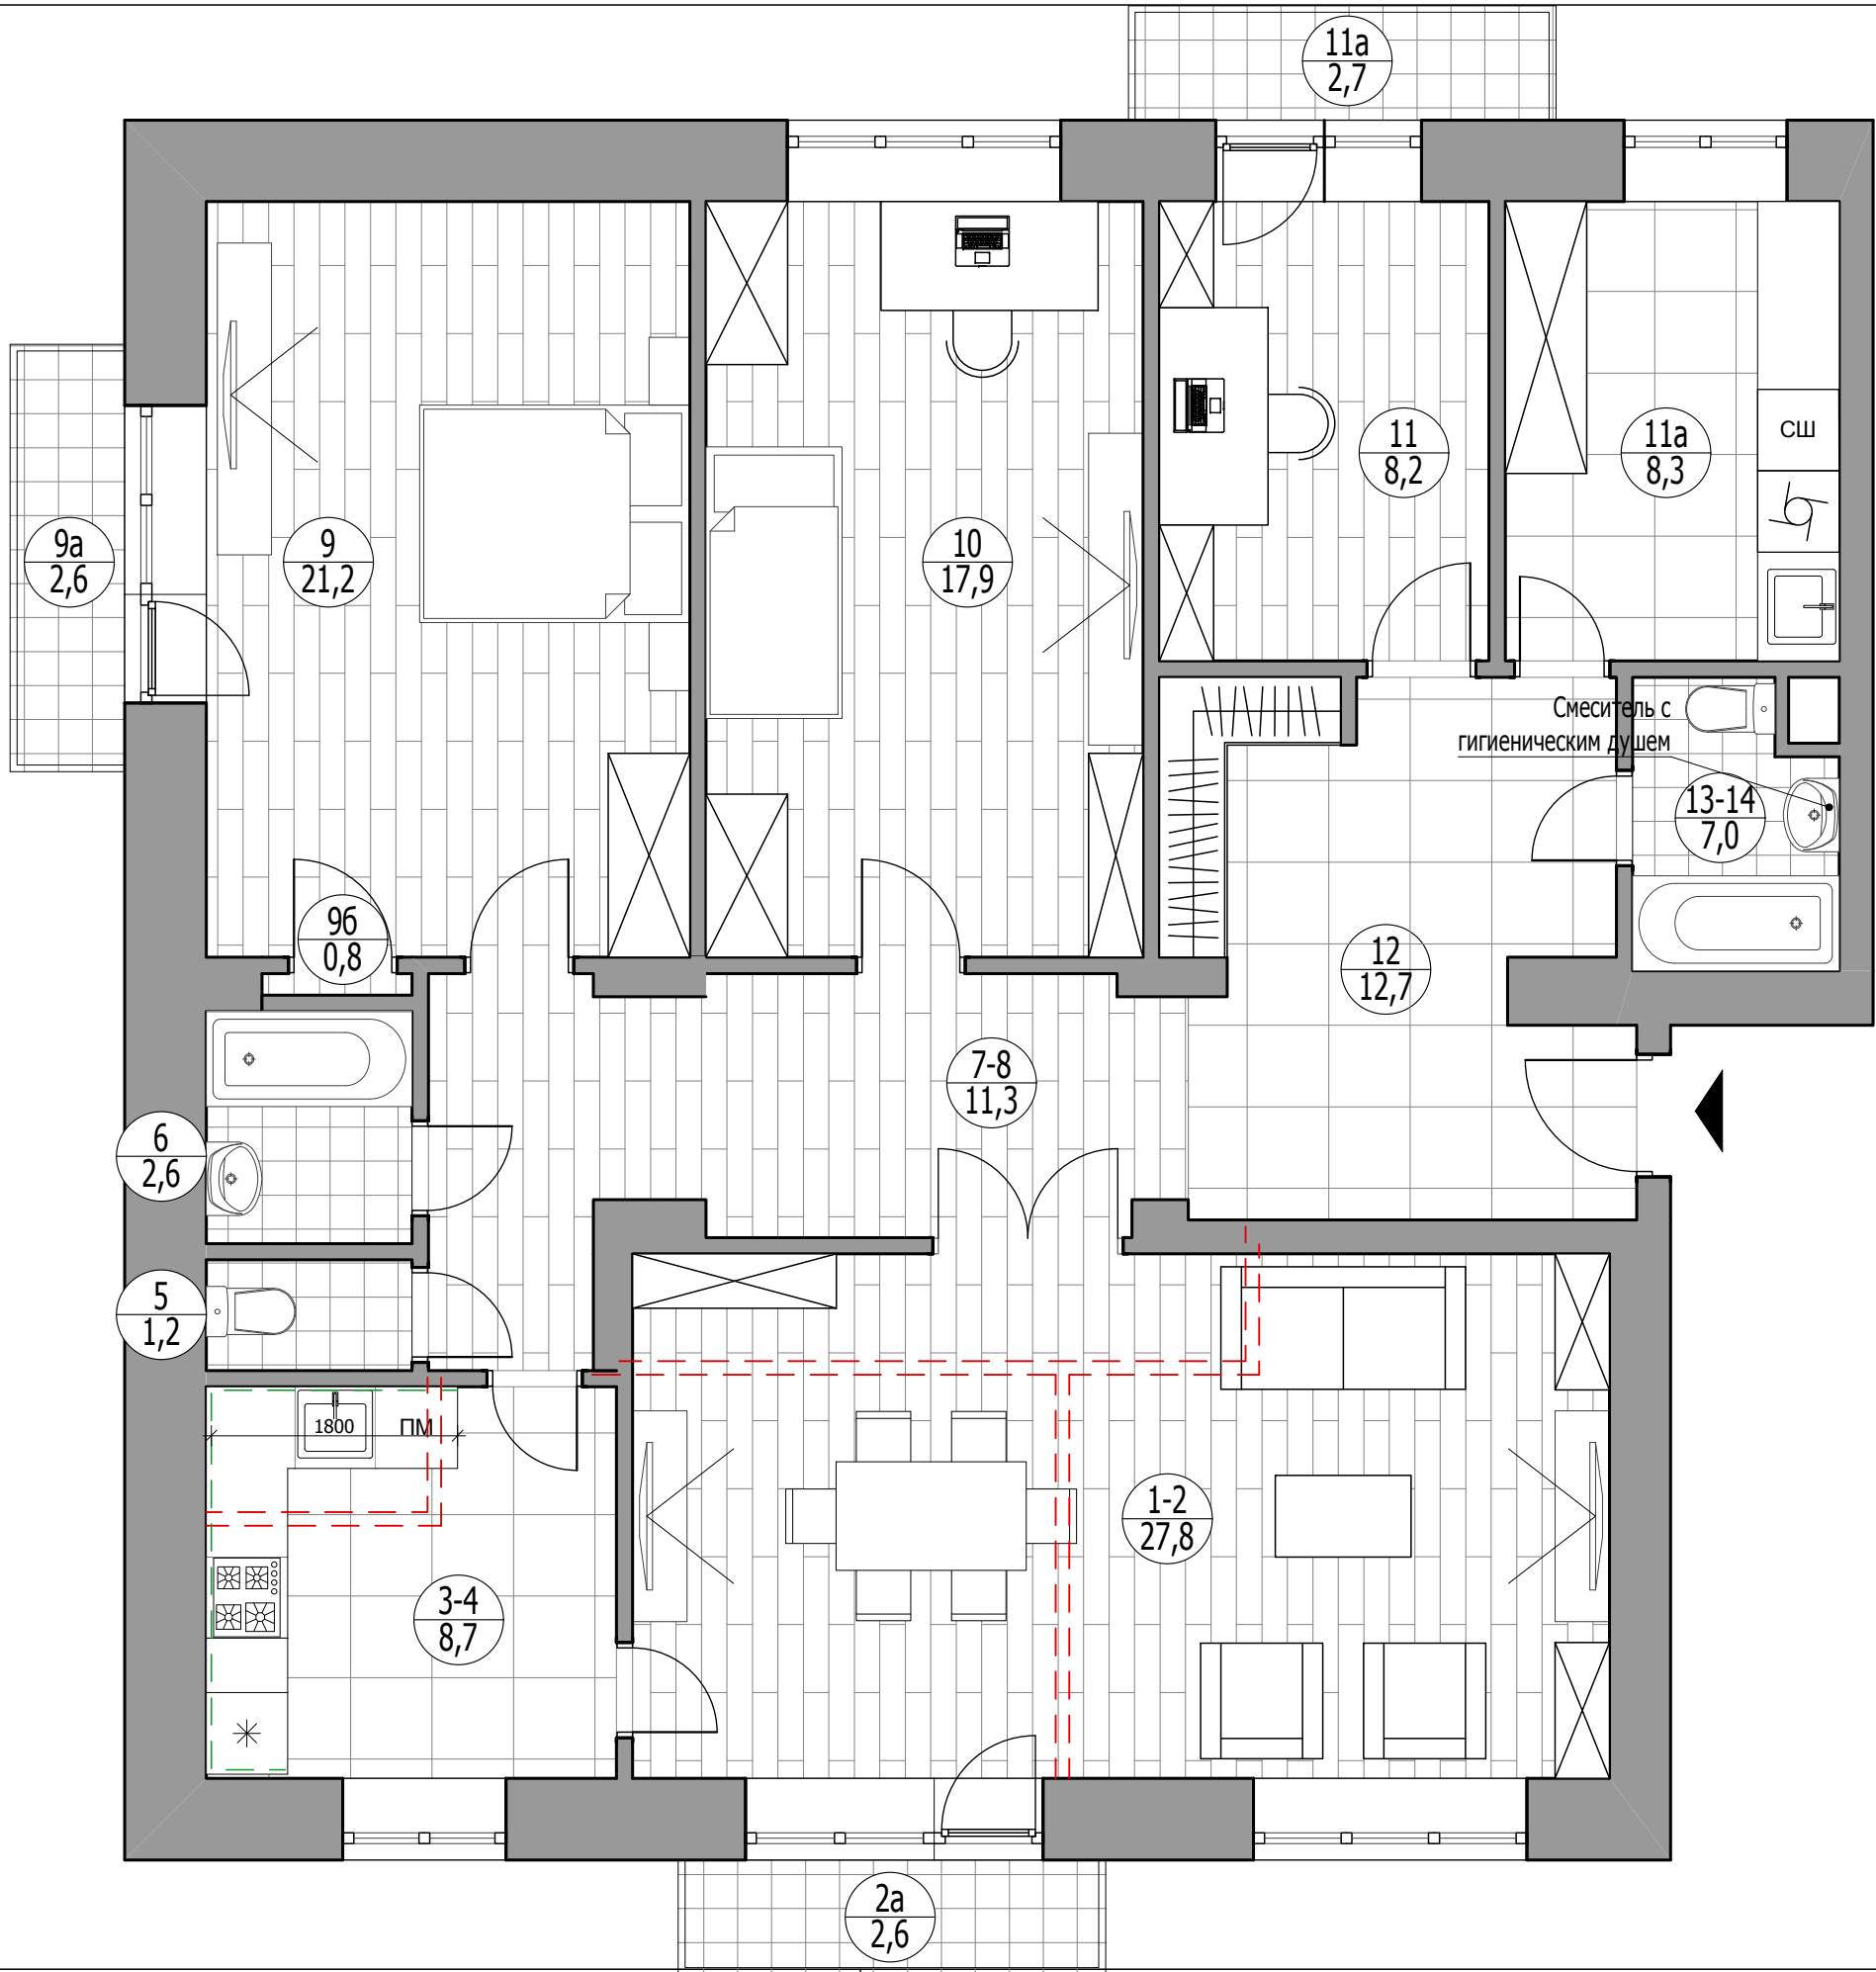 11а
2,7
СШ
11
8,2
11а
8,3
9а
2,6
9
21,2
10
17,9
Смеситель с
гигиеническим душем
13-14
7,0
9б
0,8
12
12,7
7-8
11,3
6
2,6
5
1,2
1800
ПМ
1-2
27,8
3-4
8,7
2а
2,6